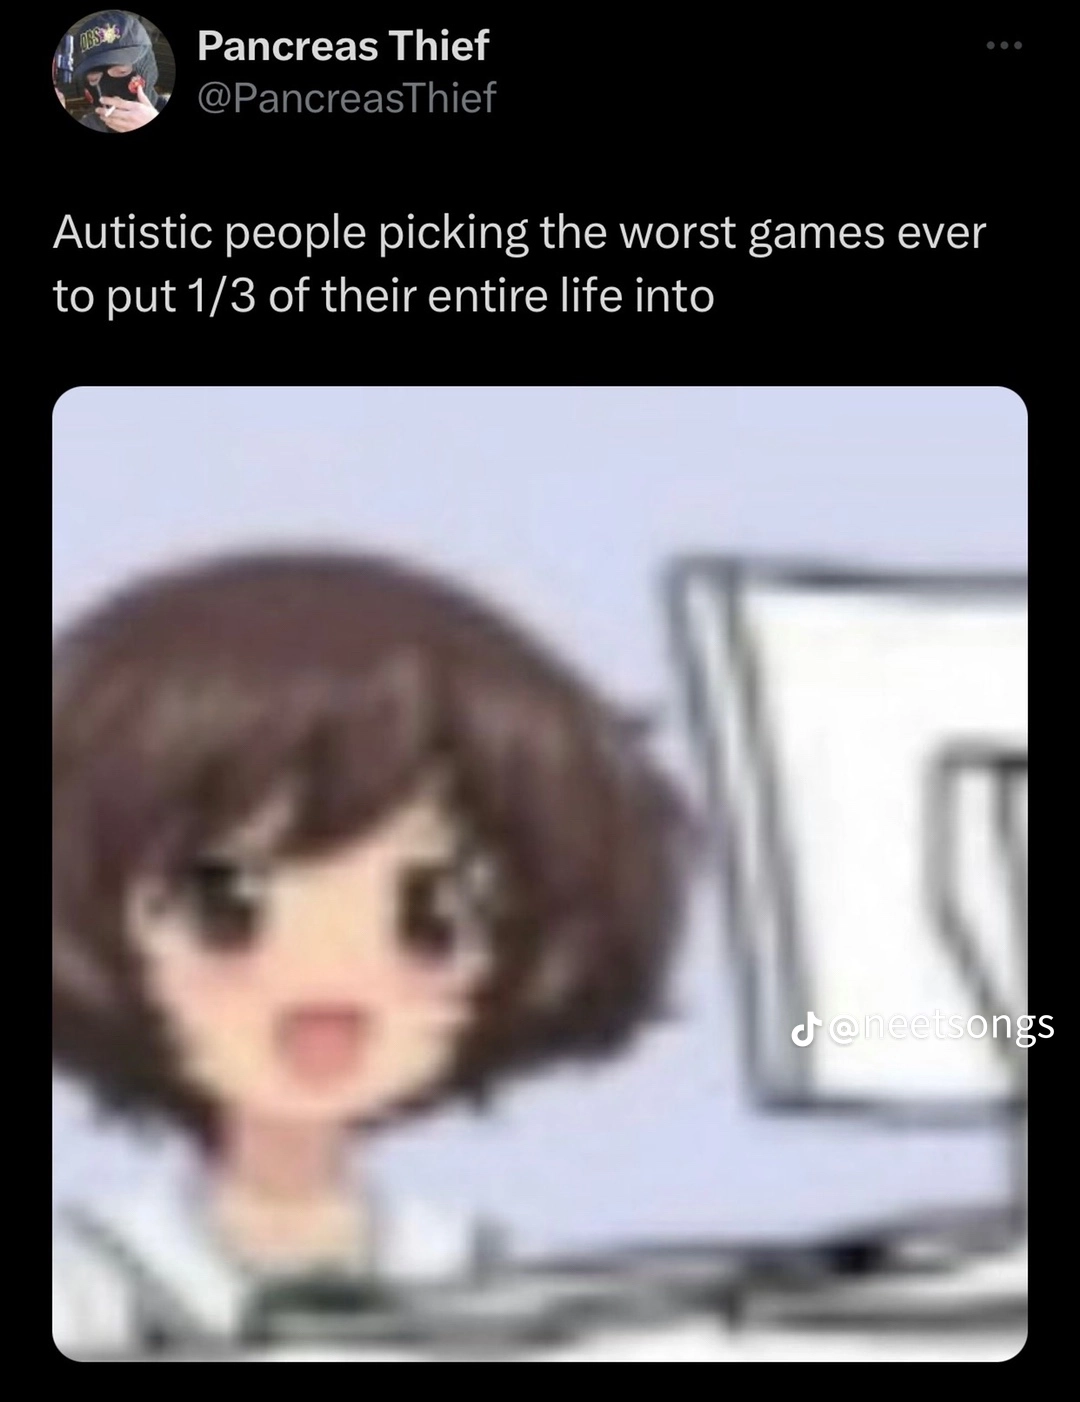 Pancreas Thief
@PancreasThief
Autistic people picking the worst games ever
to put 1/3 of their entire life into
@neetsongs